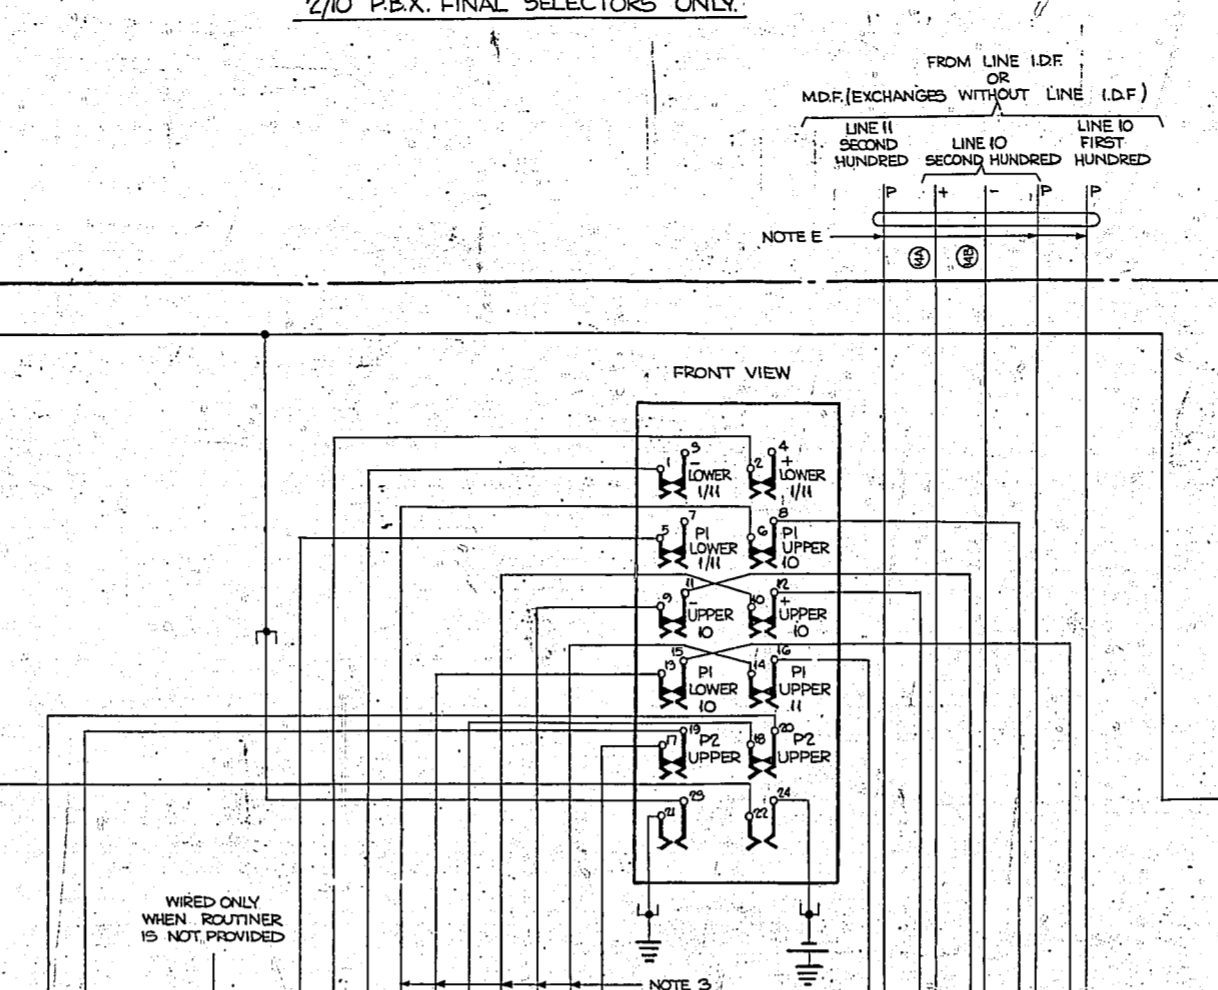 2/10 P.B.X. FINAL SELECTORS ONLY.
FROM LINE I.D.F.
OR
M.D.F. (EXCHANGES WITHOUT LINE I.D.F)
LINE 11
SECOND
HUNDRED
LINE 10
SECOND HUNDRED
LINE 10
FIRST
HUNDRED
P + - P P
NOTE E
FRONT VIEW
1 3 - LOWER 1/11
2 4 + LOWER 1/11
5 7 P1 LOWER 1/11
6 8 P1 UPPER 10
9 11 - UPPER 10
10 12 + UPPER 10
13 15 P1 LOWER 10
14 16 P1 UPPER 11
17 19 P2 UPPER
18 20 P2 UPPER
21 23
22 24
WIRED ONLY
WHEN ROUTINER
IS NOT PROVIDED
NOTE 3